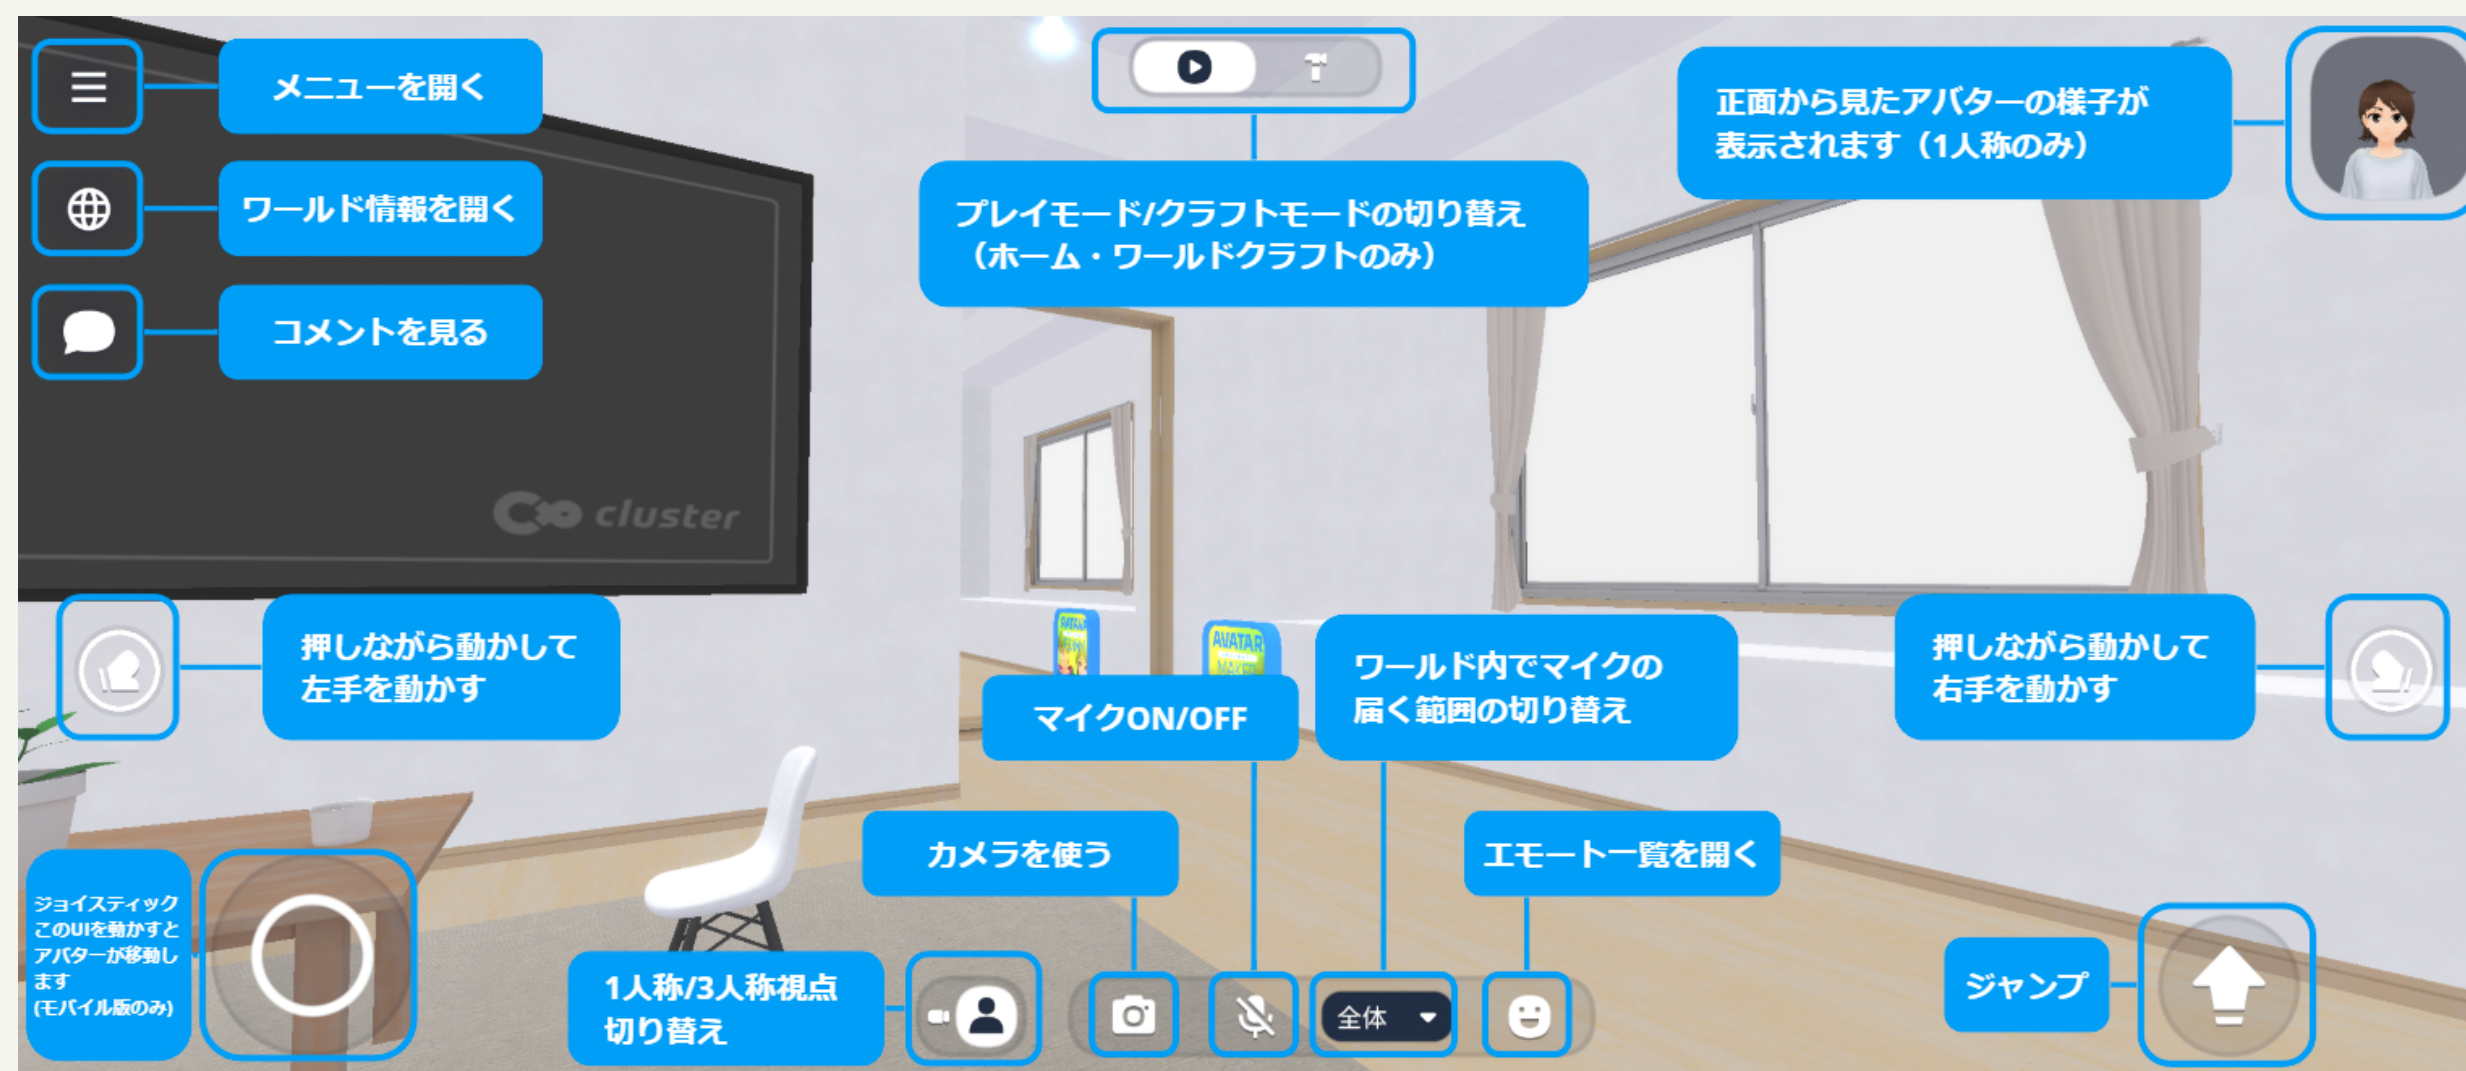 メニューを開く
ワールド情報を開く
コメントを見る
プレイモード/クラフトモードの切り替え
（ホーム・ワールドクラフトのみ）
正面から見たアバターの様子が
表示されます（1人称のみ）
cluster
押しながら動かして
左手を動かす
AVATAR
MAKER
マイクON/OFF
ワールド内でマイクの
届く範囲の切り替え
押しながら動かして
右手を動かす
カメラを使う
エモート一覧を開く
ジョイスティック
このUIを動かすと
アバターが移動し
ます
(モバイル版のみ)
1人称/3人称視点
切り替え
全体
ジャンプ